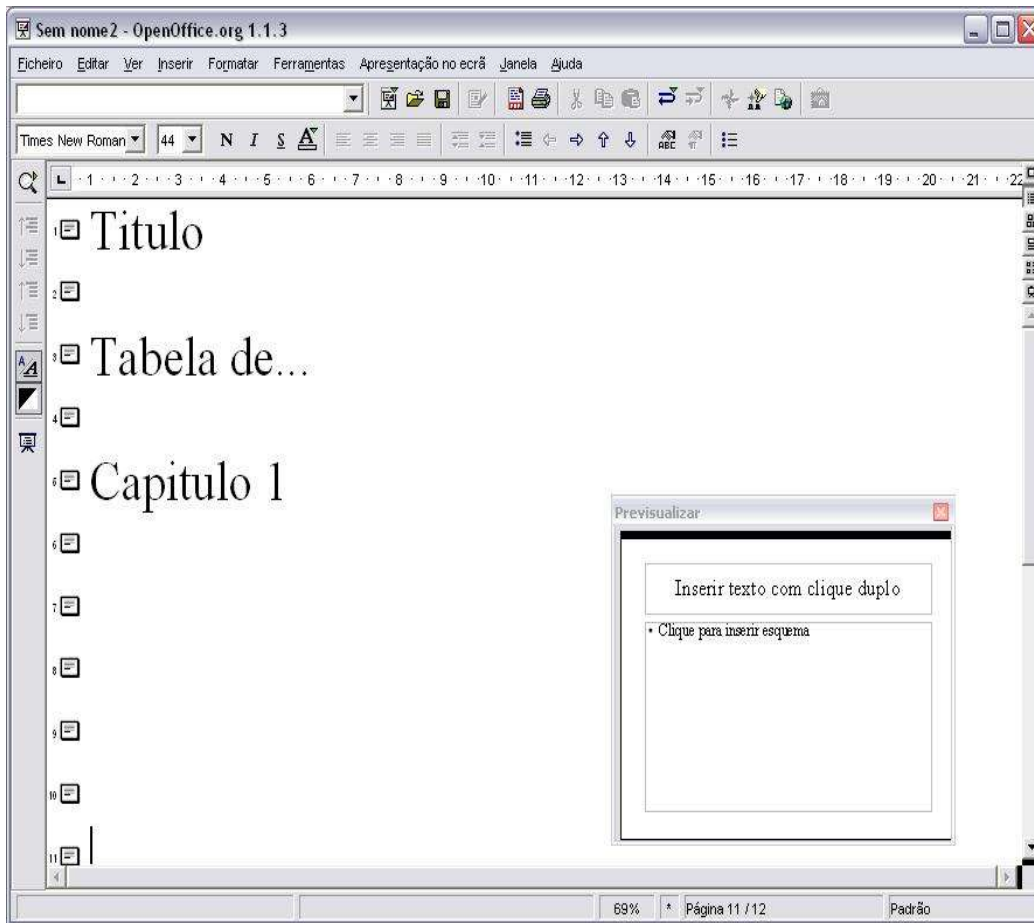 Sem nome2 - OpenOffice.org 1.1.3
Ficheiro Editar Ver Inserir Formatar Ferramentas Apresentação no ecrã Janela Ajuda
Times New Roman 44 N I S A ABC
1 2 3 4 5 6 7 8 9 10 11 12 13 14 15 16 17 18 19 20 21 22
1 Titulo
2
3 Tabela de...
4
5 Capitulo 1
6
7
8
9
10
11
Previsualizar
Inserir texto com clique duplo
• Clique para inserir esquema
69% * Página 11 / 12 Padrão